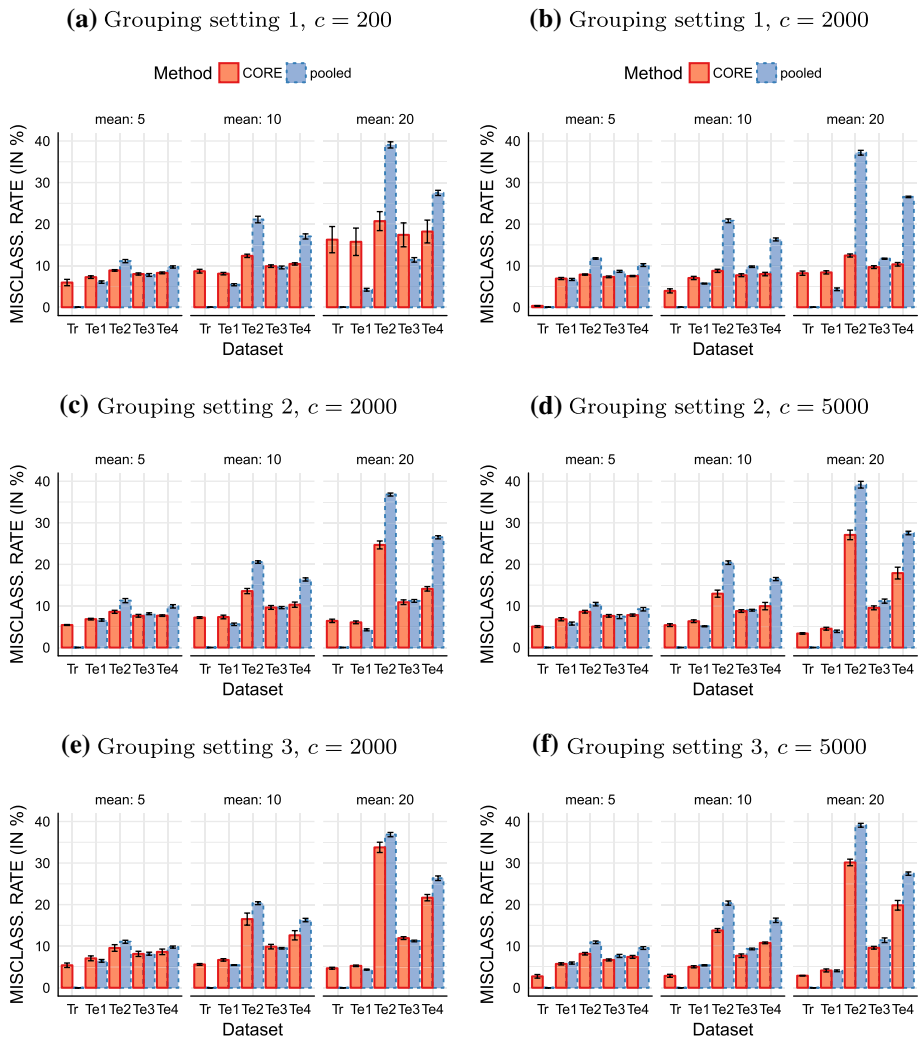 (a) Grouping setting 1, c = 200
(b) Grouping setting 1, c = 2000
Method CORE pooled
Method CORE pooled
mean: 5 mean: 10 mean: 20
mean: 5 mean: 10 mean: 20
MISCLASS. RATE (IN %)
40
30
20
10
0
MISCLASS. RATE (IN %)
40
30
20
10
0
Tr Te1 Te2 Te3 Te4 Tr Te1 Te2 Te3 Te4 Tr Te1 Te2 Te3 Te4
Tr Te1 Te2 Te3 Te4 Tr Te1 Te2 Te3 Te4 Tr Te1 Te2 Te3 Te4
Dataset
Dataset
(c) Grouping setting 2, c = 2000
(d) Grouping setting 2, c = 5000
mean: 5 mean: 10 mean: 20
mean: 5 mean: 10 mean: 20
MISCLASS. RATE (IN %)
40
30
20
10
0
MISCLASS. RATE (IN %)
40
30
20
10
0
Tr Te1 Te2 Te3 Te4 Tr Te1 Te2 Te3 Te4 Tr Te1 Te2 Te3 Te4
Tr Te1 Te2 Te3 Te4 Tr Te1 Te2 Te3 Te4 Tr Te1 Te2 Te3 Te4
Dataset
Dataset
(e) Grouping setting 3, c = 2000
(f) Grouping setting 3, c = 5000
mean: 5 mean: 10 mean: 20
mean: 5 mean: 10 mean: 20
MISCLASS. RATE (IN %)
40
30
20
10
0
MISCLASS. RATE (IN %)
40
30
20
10
0
Tr Te1 Te2 Te3 Te4 Tr Te1 Te2 Te3 Te4 Tr Te1 Te2 Te3 Te4
Tr Te1 Te2 Te3 Te4 Tr Te1 Te2 Te3 Te4 Tr Te1 Te2 Te3 Te4
Dataset
Dataset